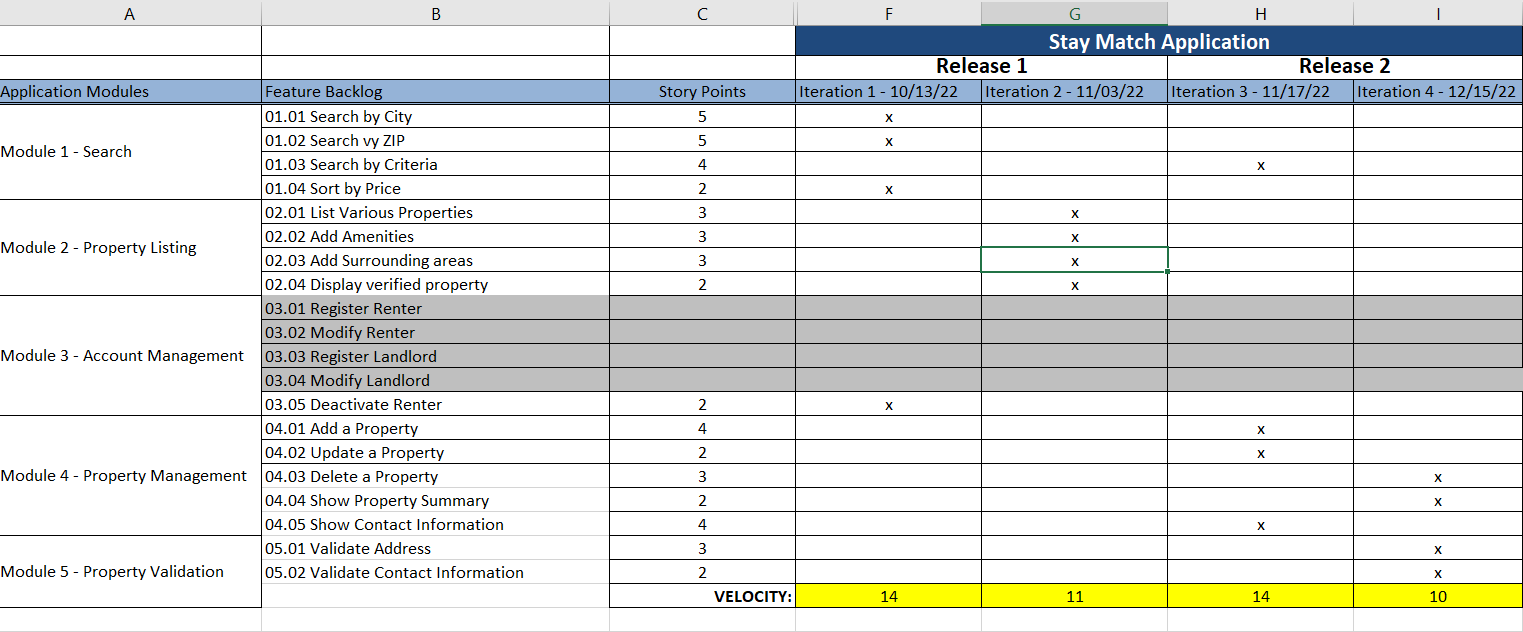 A B C F G H I
Stay Match Application
Release 1 Release 2
Application Modules Feature Backlog Story Points Iteration 1 - 10/13/22 Iteration 2 - 11/03/22 Iteration 3 - 11/17/22 Iteration 4 - 12/15/22
Module 1 - Search
01.01 Search by City 5 x
01.02 Search vy ZIP 5 x
01.03 Search by Criteria 4 x
01.04 Sort by Price 2 x
Module 2 - Property Listing
02.01 List Various Properties 3 x
02.02 Add Amenities 3 x
02.03 Add Surrounding areas 3 x
02.04 Display verified property 2 x
Module 3 - Account Management
03.01 Register Renter
03.02 Modify Renter
03.03 Register Landlord
03.04 Modify Landlord
03.05 Deactivate Renter 2 x
Module 4 - Property Management
04.01 Add a Property 4 x
04.02 Update a Property 2 x
04.03 Delete a Property 3 x
04.04 Show Property Summary 2 x
04.05 Show Contact Information 4 x
Module 5 - Property Validation
05.01 Validate Address 3 x
05.02 Validate Contact Information 2 x
VELOCITY: 14 11 14 10